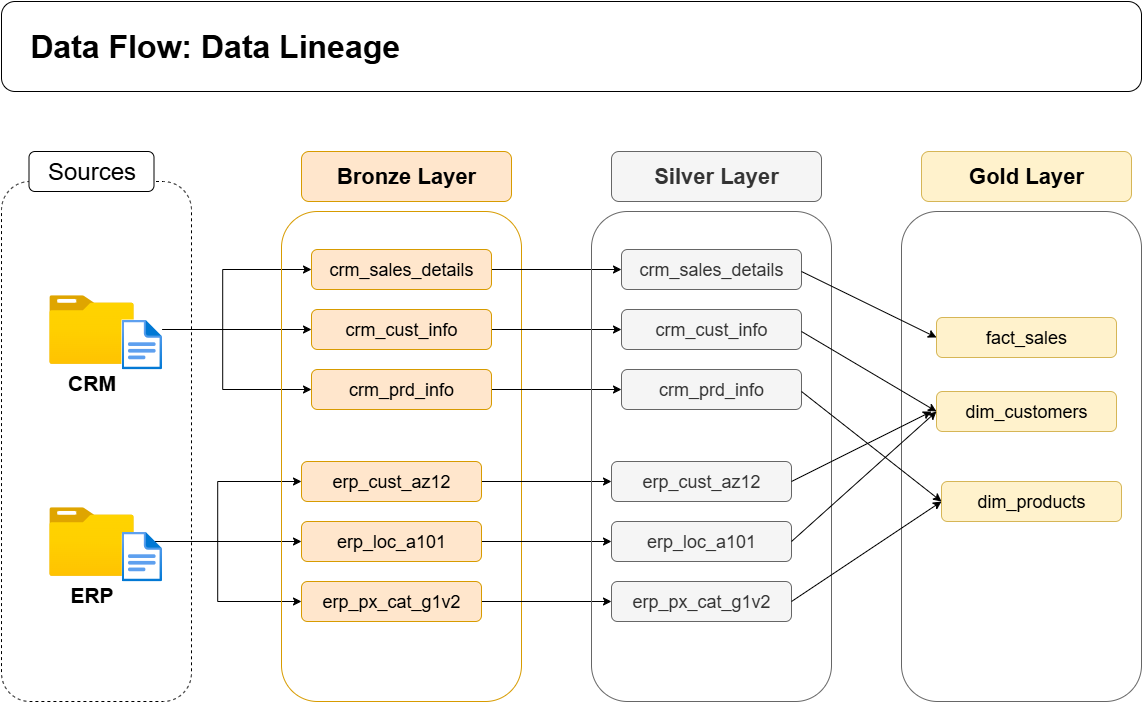 Data Flow: Data Lineage
Sources
Bronze Layer
Silver Layer
Gold Layer
CRM
ERP
crm_sales_details
crm_cust_info
crm_prd_info
erp_cust_az12
erp_loc_a101
erp_px_cat_g1v2
crm_sales_details
crm_cust_info
crm_prd_info
erp_cust_az12
erp_loc_a101
erp_px_cat_g1v2
fact_sales
dim_customers
dim_products